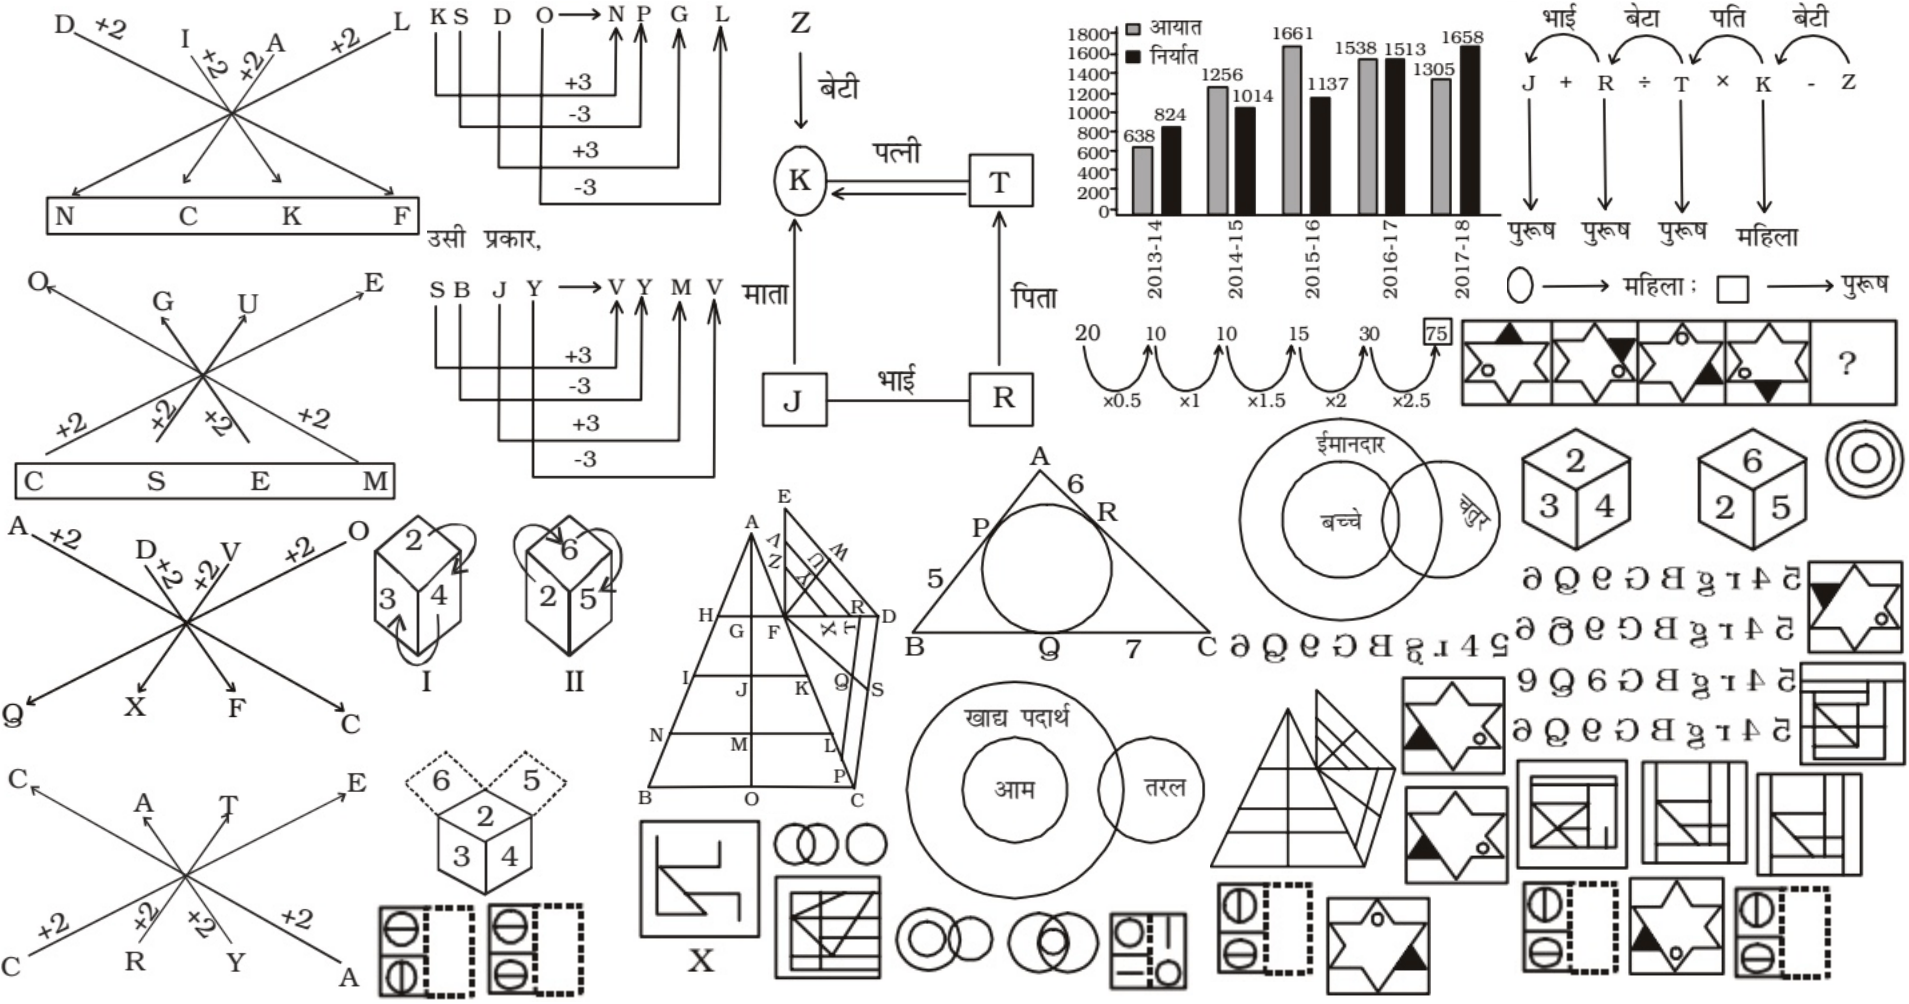 D +2 I A +2 L
+2 +2
N C K F
K S D O N P G L
+3
-3
+3
-3
उसी प्रकार,
S B J Y V Y M V
+3
-3
+3
-3
Z
बेटी
K पत्नी T
माता पिता
J भाई R
1800
1600
1400
1200
1000
800
600
400
200
0
आयात
निर्यात
638 824 1256 1014 1661 1137 1538 1513 1305 1658
2013-14 2014-15 2015-16 2016-17 2017-18
भाई बेटा पति बेटी
J + R ÷ T × K - Z
पुरूष पुरूष पुरूष महिला
महिला ; पुरूष
20 10 10 15 30 75
×0.5 ×1 ×1.5 ×2 ×2.5
?
O G U E
+2 +2 +2 +2
C S E M
A +2 D V +2 O
+2 +2
Q X F C
C A T E
+2 +2 +2 +2
C R Y A
2
3 4
I
6
2 5
II
6 5
2
3 4
E
A
V W
Z U
Y
H G F X T R D
I J K Q S
N M L
P
B O C
X
A
6
P R
5
B Q 7 C
ईमानदार
बच्चे
चतुर
खाद्य पदार्थ
आम
तरल
2
3 4
6
2 5
5 4 r g B G 9 Q 6
5 4 r g B G 9 Q 6
5 4 r g B G 9 Q 6
5 4 r g B G 6 Q 9
5 4 r g B G 9 Q 6